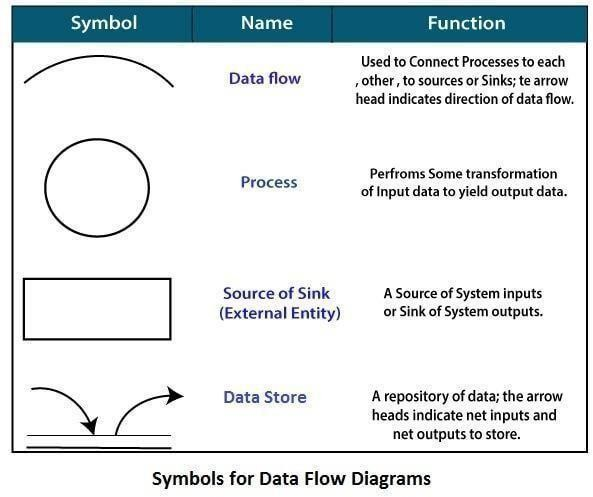 Symbol Name Function
Data flow
Used to Connect Processes to each
, other , to sources or Sinks; te arrow
head indicates direction of data flow.
Process
Perfroms Some transformation
of Input data to yield output data.
Source of Sink
(External Entity)
A Source of System inputs
or Sink of System outputs.
Data Store
A repository of data; the arrow
heads indicate net inputs and
net outputs to store.
Symbols for Data Flow Diagrams